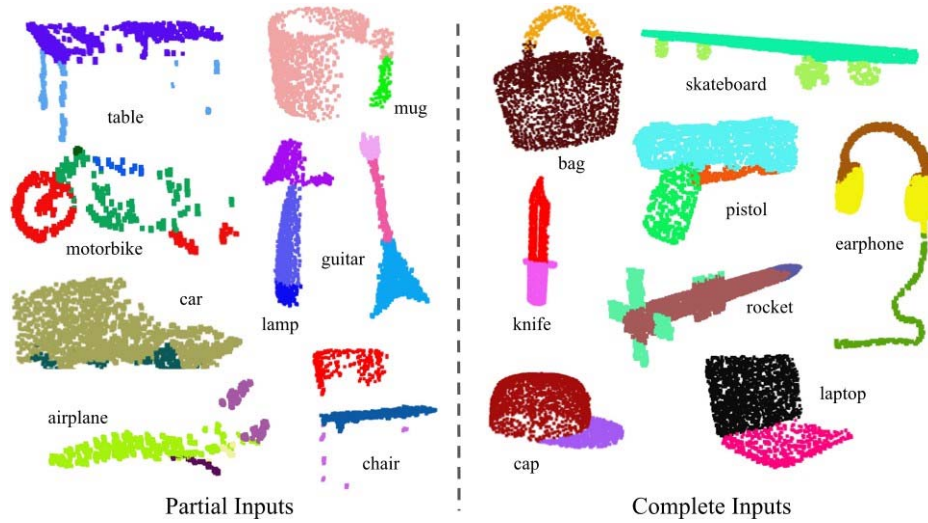 table
mug
motorbike
guitar
car
lamp
airplane
chair
Partial Inputs
skateboard
bag
pistol
earphone
knife
rocket
laptop
cap
Complete Inputs